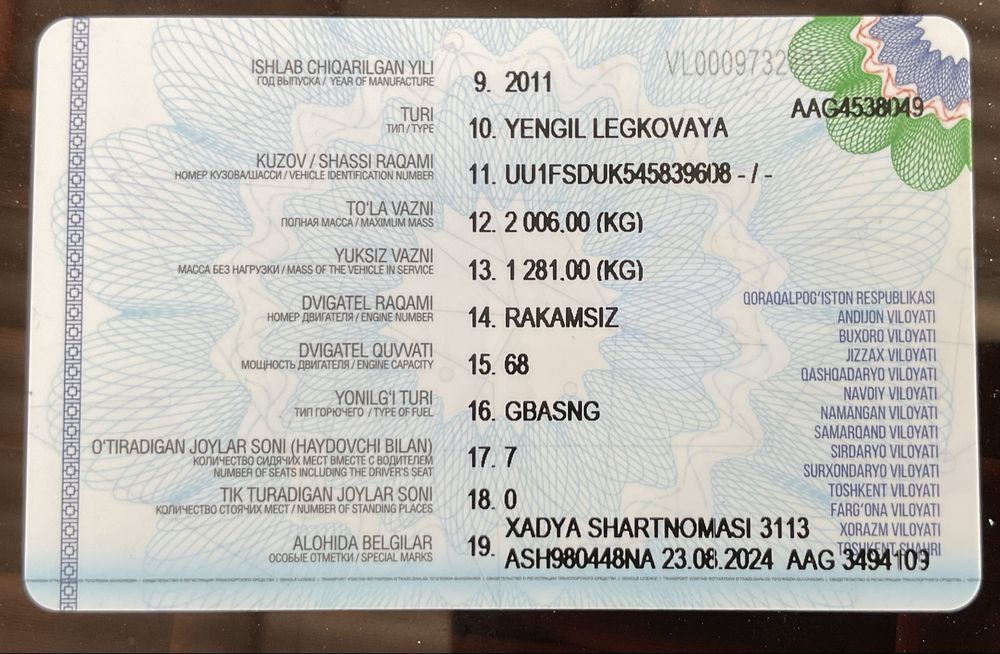 VL0009732
AAG4538049
ISHLAB CHIQARILGAN YILI
ГОД ВЫПУСКА / YEAR OF MANUFACTURE
9. 2011
TURI
ТИП / TYPE
10. YENGIL LEGKOVAYA
KUZOV / SHASSI RAQAMI
НОМЕР КУЗОВА/ШАССИ / VEHICLE IDENTIFICATION NUMBER
11. UU1FSDUK545839608 - / -
TO'LA VAZNI
ПОЛНАЯ МАССА / MAXIMUM MASS
12. 2 006.00 (KG)
YUKSIZ VAZNI
МАССА БЕЗ НАГРУЗКИ / MASS OF THE VEHICLE IN SERVICE
13. 1 281.00 (KG)
DVIGATEL RAQAMI
НОМЕР ДВИГАТЕЛЯ / ENGINE NUMBER
14. RAKAMSIZ
DVIGATEL QUVVATI
МОЩНОСТЬ ДВИГАТЕЛЯ / ENGINE CAPACITY
15. 68
YONILG'I TURI
ТИП ГОРЮЧЕГО / TYPE OF FUEL
16. GBASNG
O'TIRADIGAN JOYLAR SONI (HAYDOVCHI BILAN)
КОЛИЧЕСТВО СИДЯЧИХ МЕСТ ВМЕСТЕ С ВОДИТЕЛЕМ
NUMBER OF SEATS INCLUDING THE DRIVER'S SEAT
17. 7
TIK TURADIGAN JOYLAR SONI
КОЛИЧЕСТВО СТОЯЧИХ МЕСТ / NUMBER OF STANDING PLACES
18. 0
ALOHIDA BELGILAR
ОСОБЫЕ ОТМЕТКИ / SPECIAL MARKS
19. XADYA SHARTNOMASI 3113
ASH980448NA 23.08.2024 AAG 3494109
QORAQALPOG'ISTON RESPUBLIKASI
ANDIJON VILOYATI
BUXORO VILOYATI
JIZZAX VILOYATI
QASHQADARYO VILOYATI
NAVOIY VILOYATI
NAMANGAN VILOYATI
SAMARQAND VILOYATI
SIRDARYO VILOYATI
SURXONDARYO VILOYATI
TOSHKENT VILOYATI
FARG'ONA VILOYATI
XORAZM VILOYATI
TOSHKENT SHAHRI